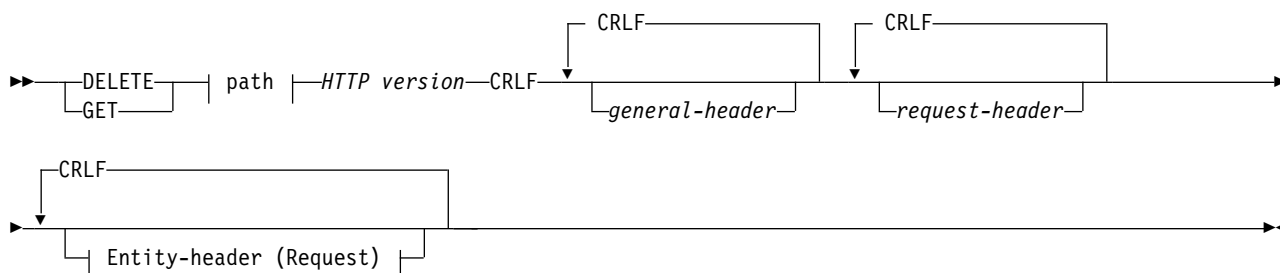 CRLF CRLF
DELETE path HTTP version CRLF
GET general-header request-header
CRLF
Entity-header (Request)